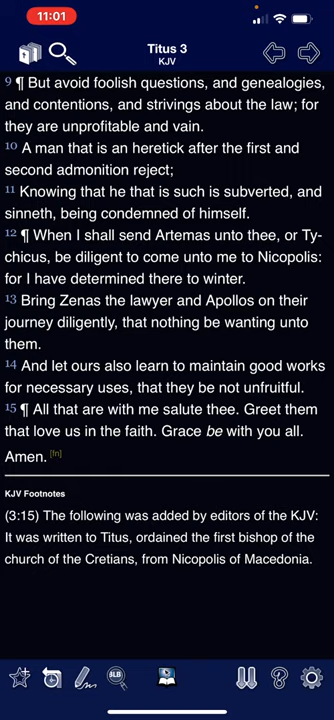 11:01
Titus 3
KJV
9 ¶ But avoid foolish questions, and genealogies,
and contentions, and strivings about the law; for
they are unprofitable and vain.
10 A man that is an heretick after the first and
second admonition reject;
11 Knowing that he that is such is subverted, and
sinneth, being condemned of himself.
12 ¶ When I shall send Artemas unto thee, or Ty-
chicus, be diligent to come unto me to Nicopolis:
for I have determined there to winter.
13 Bring Zenas the lawyer and Apollos on their
journey diligently, that nothing be wanting unto
them.
14 And let ours also learn to maintain good works
for necessary uses, that they be not unfruitful.
15 ¶ All that are with me salute thee. Greet them
that love us in the faith. Grace be with you all.
Amen. [fn]
KJV Footnotes
(3:15) The following was added by editors of the KJV:
It was written to Titus, ordained the first bishop of the
church of the Cretians, from Nicopolis of Macedonia.
BLB